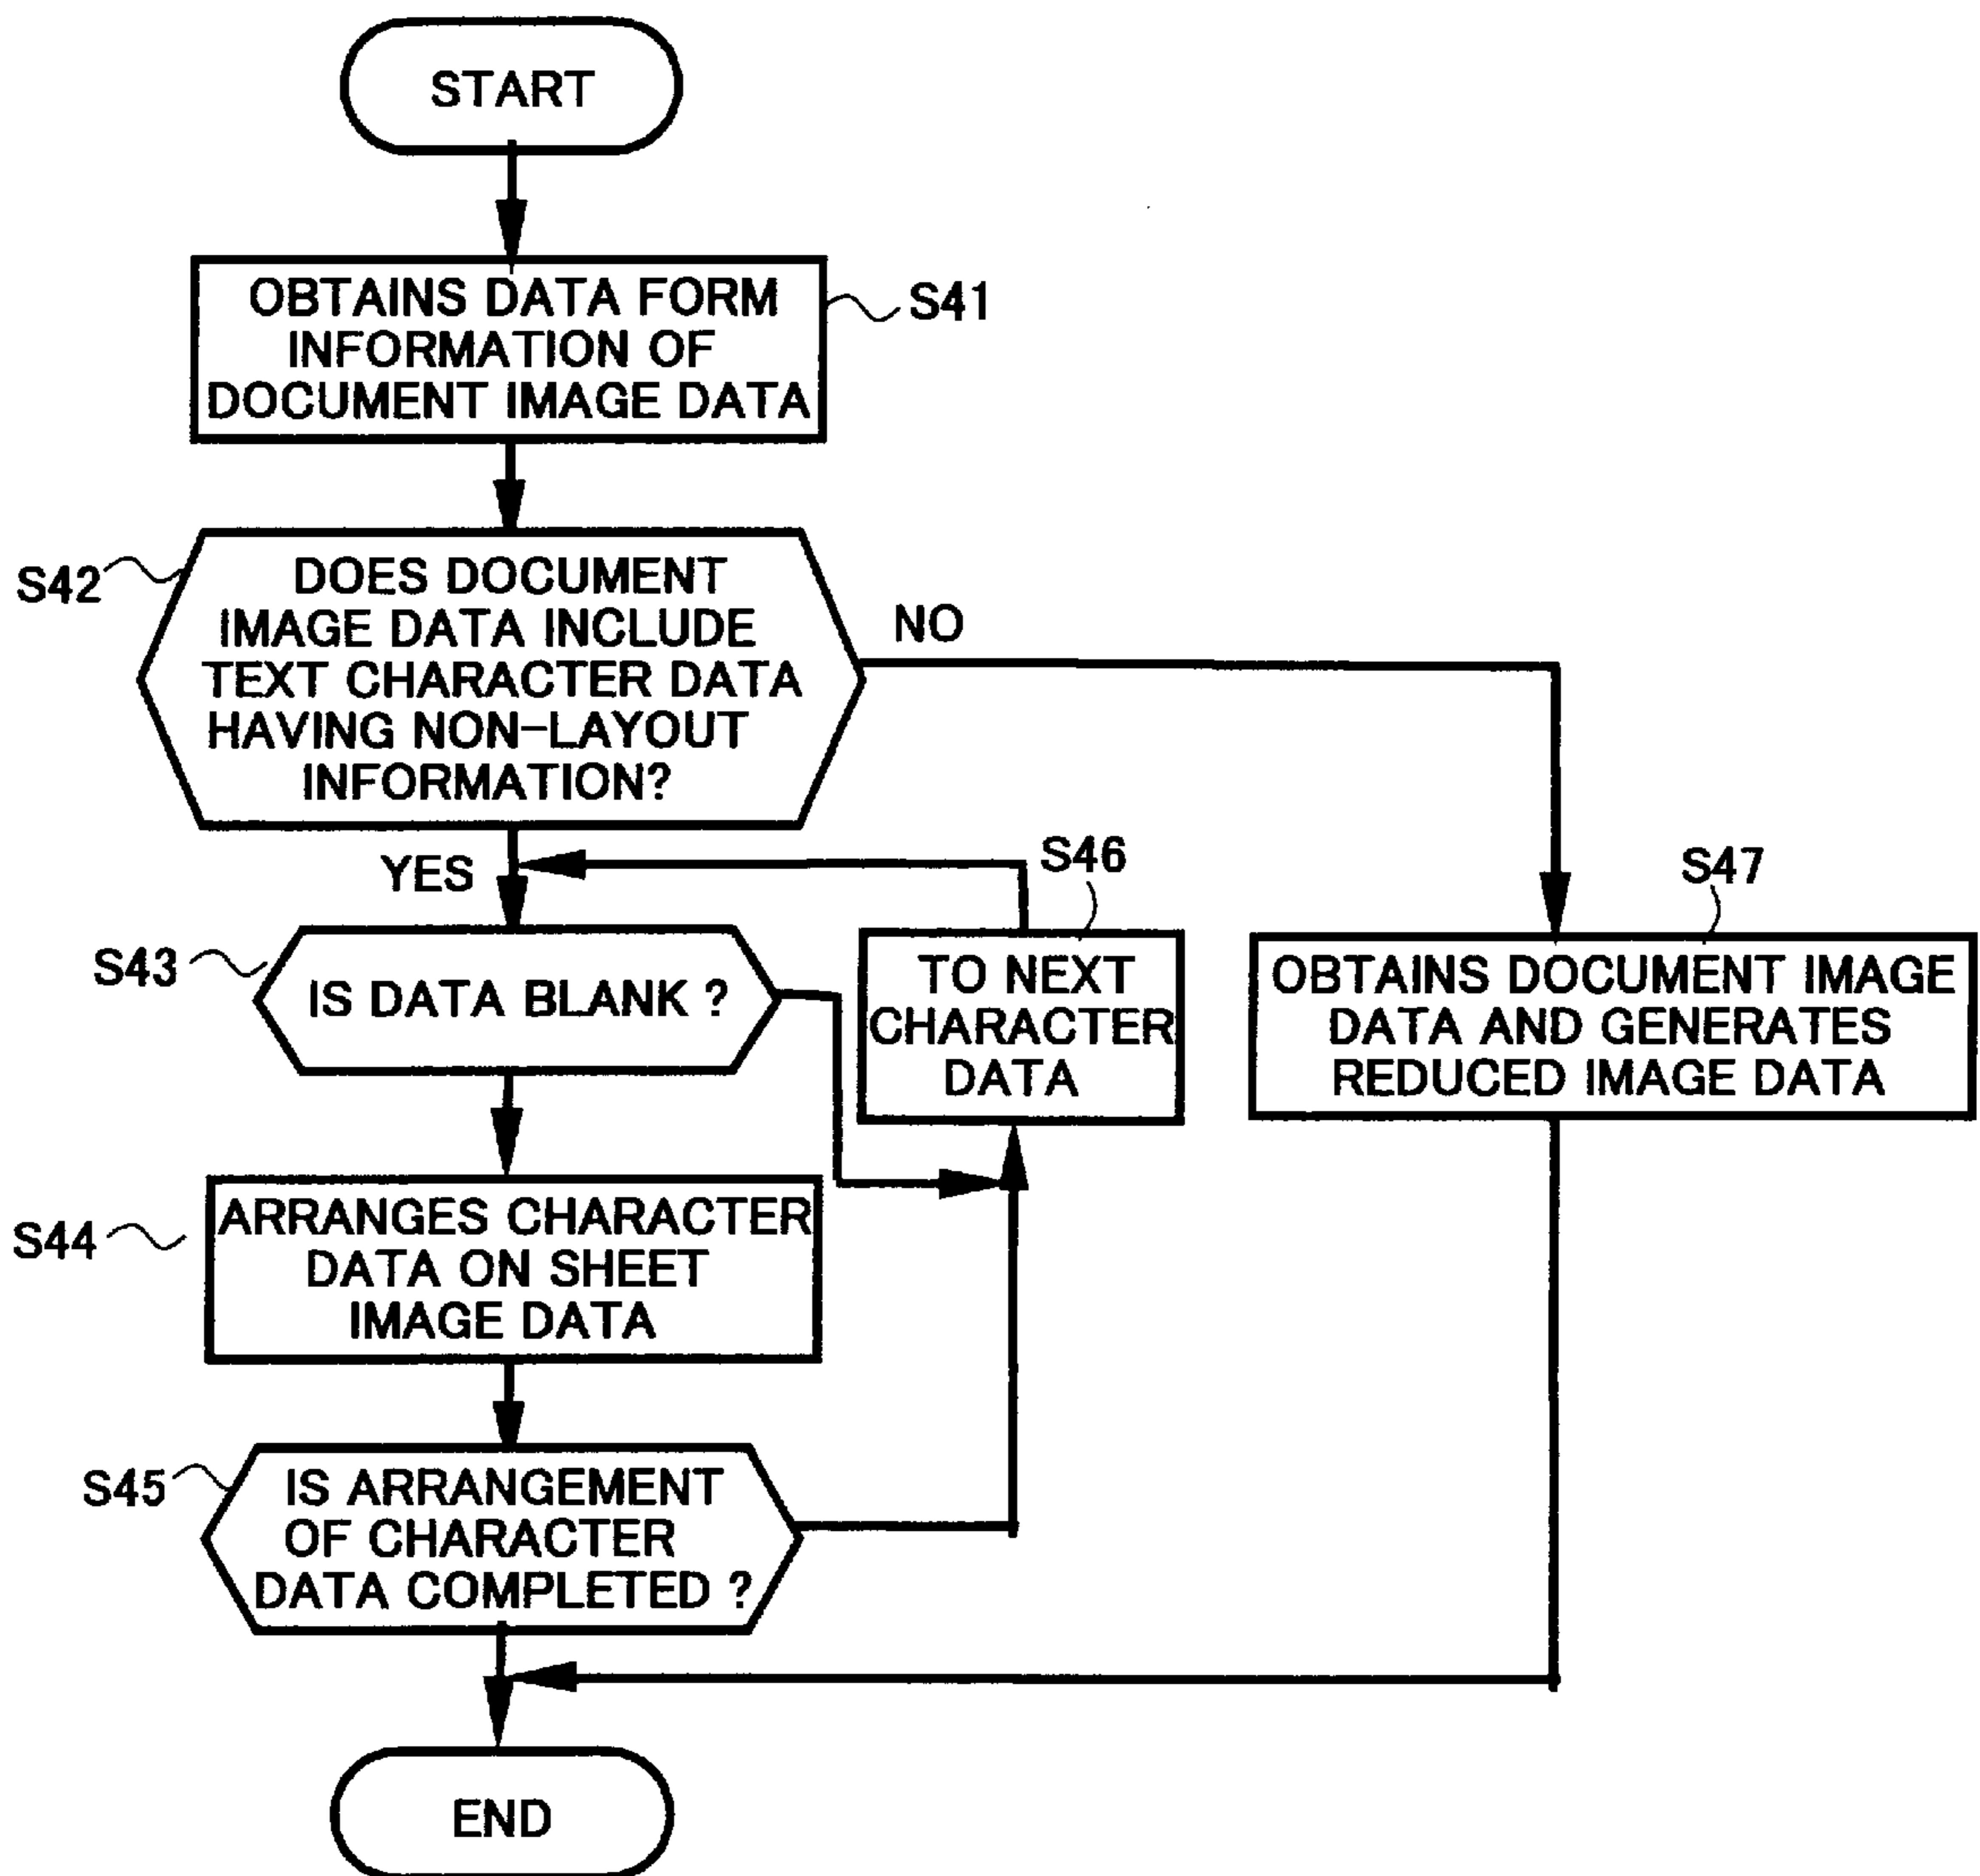 START
OBTAINS DATA FORM
INFORMATION OF
DOCUMENT IMAGE DATA
S41
S42
DOES DOCUMENT
IMAGE DATA INCLUDE
TEXT CHARACTER DATA
HAVING NON-LAYOUT
INFORMATION?
NO
YES
S43
IS DATA BLANK ?
S46
TO NEXT
CHARACTER
DATA
S47
OBTAINS DOCUMENT IMAGE
DATA AND GENERATES
REDUCED IMAGE DATA
S44
ARRANGES CHARACTER
DATA ON SHEET
IMAGE DATA
S45
IS ARRANGEMENT
OF CHARACTER
DATA COMPLETED ?
END